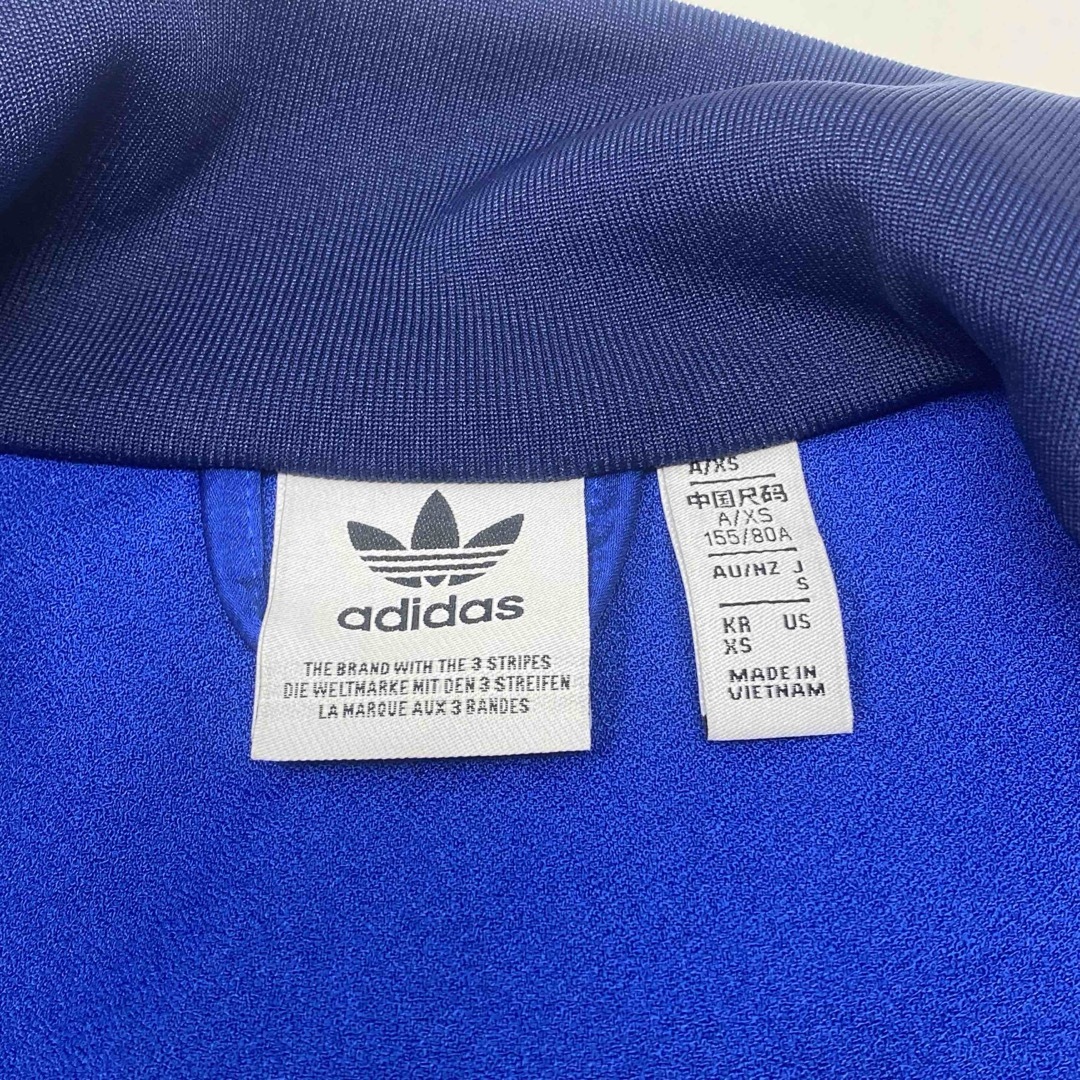 adidas
THE BRAND WITH THE 3 STRIPES
DIE WELTMARKE MIT DEN 3 STREIFEN
LA MARQUE AUX 3 BANDES
A/XS
中国尺码
A/XS
155/80A
AU/NZ J
S
KR US
XS
MADE IN
VIETNAM